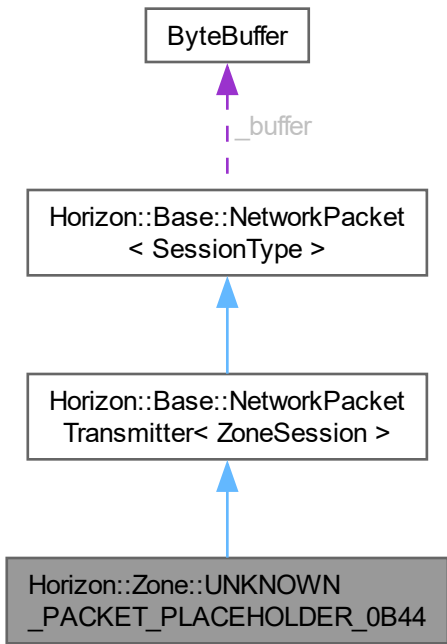 ByteBuffer
_buffer
Horizon::Base::NetworkPacket
< SessionType >
Horizon::Base::NetworkPacket
Transmitter< ZoneSession >
Horizon::Zone::UNKNOWN
_PACKET_PLACEHOLDER_0B44